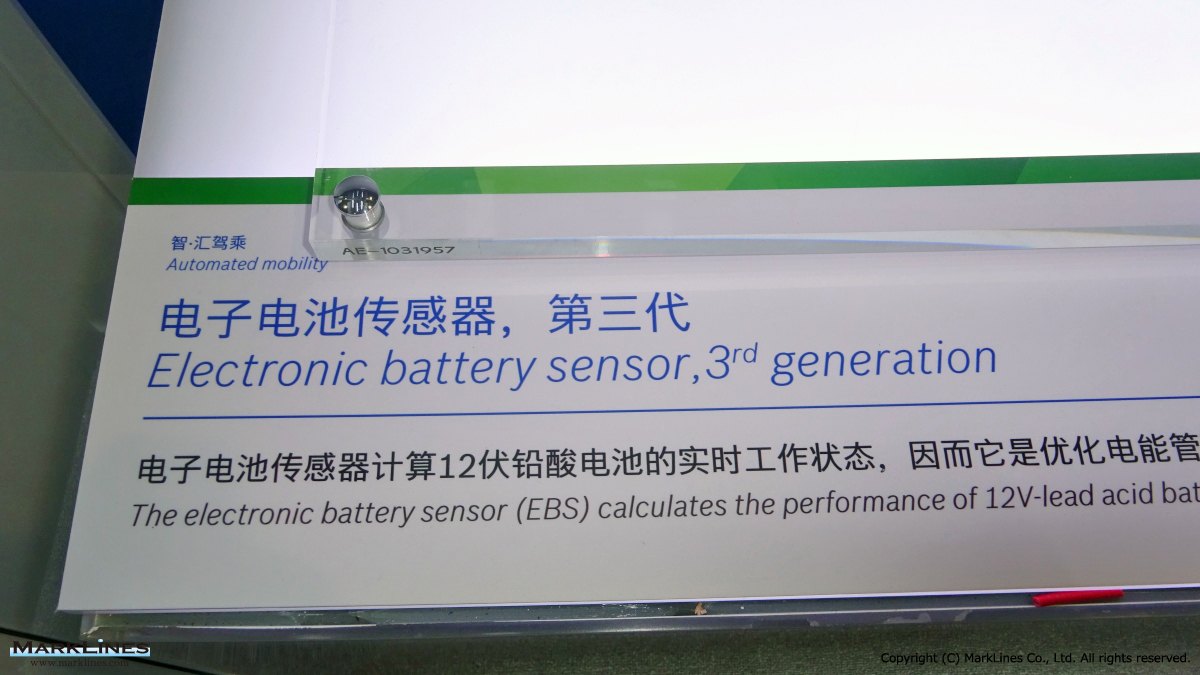 智·汇驾乘
Automated mobility
AE-1031957
电子电池传感器，第三代
Electronic battery sensor,3rd generation
电子电池传感器计算12伏铅酸电池的实时工作状态，因而它是优化电能管
The electronic battery sensor (EBS) calculates the performance of 12V-lead acid bat
MARKLINES
www.marklines.com
Copyright (C) MarkLines Co., Ltd. All rights reserved.